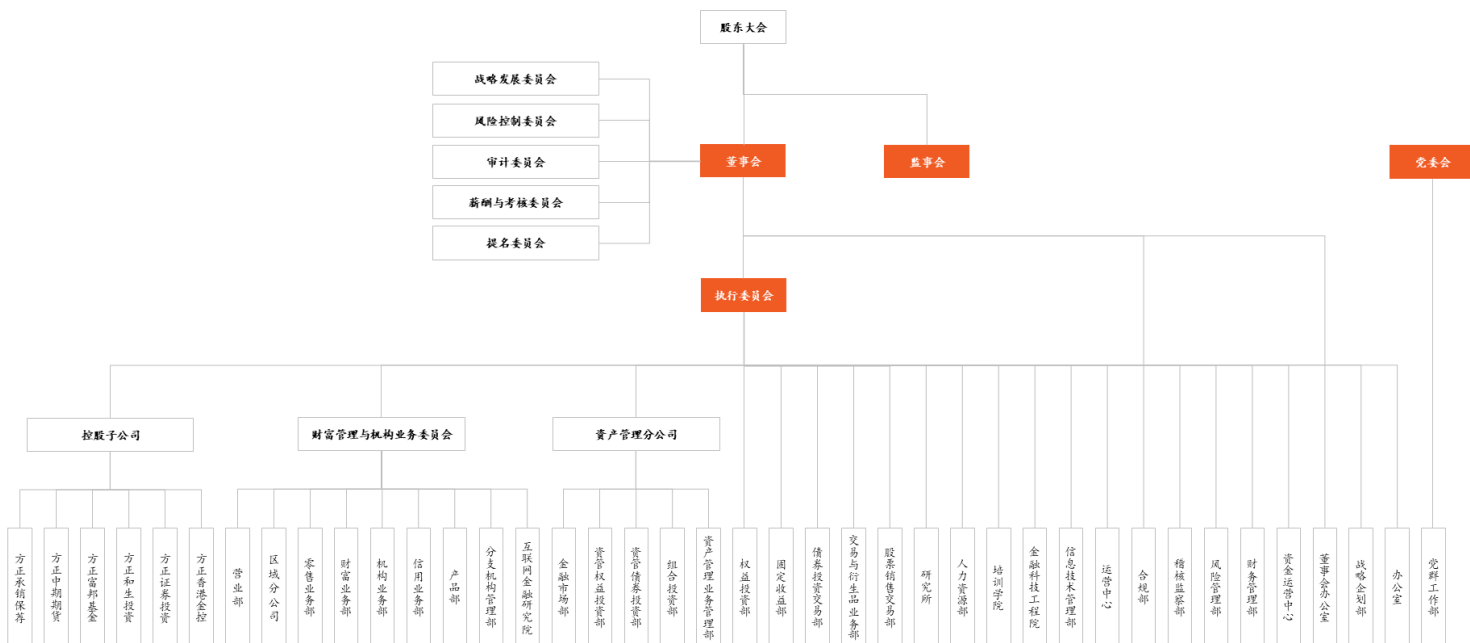 股东大会
战略发展委员会
风险控制委员会
审计委员会
薪酬与考核委员会
提名委员会
董事会
监事会
党委会
执行委员会
控股子公司
财富管理与机构业务委员会
资产管理分公司
方正承销保荐
方正中期期货
方正富邦基金
方正和生投资
方正证券投资
方正香港金控
营业部
区域分公司
零售业务部
财富业务部
机构业务部
信用业务部
产品部
分支机构管理部
互联网金融研究院
金融市场部
资管权益投资部
资管债券投资部
组合投资部
资产管理业务管理部
权益投资部
固定收益部
债券投资交易部
交易与衍生品业务部
股票销售交易部
研究所
人力资源部
培训学院
金融科技工程院
信息技术管理部
运营中心
合规部
稽核监察部
风险管理部
财务管理部
资金运营中心
董事会办公室
战略企划部
办公室
党群工作部